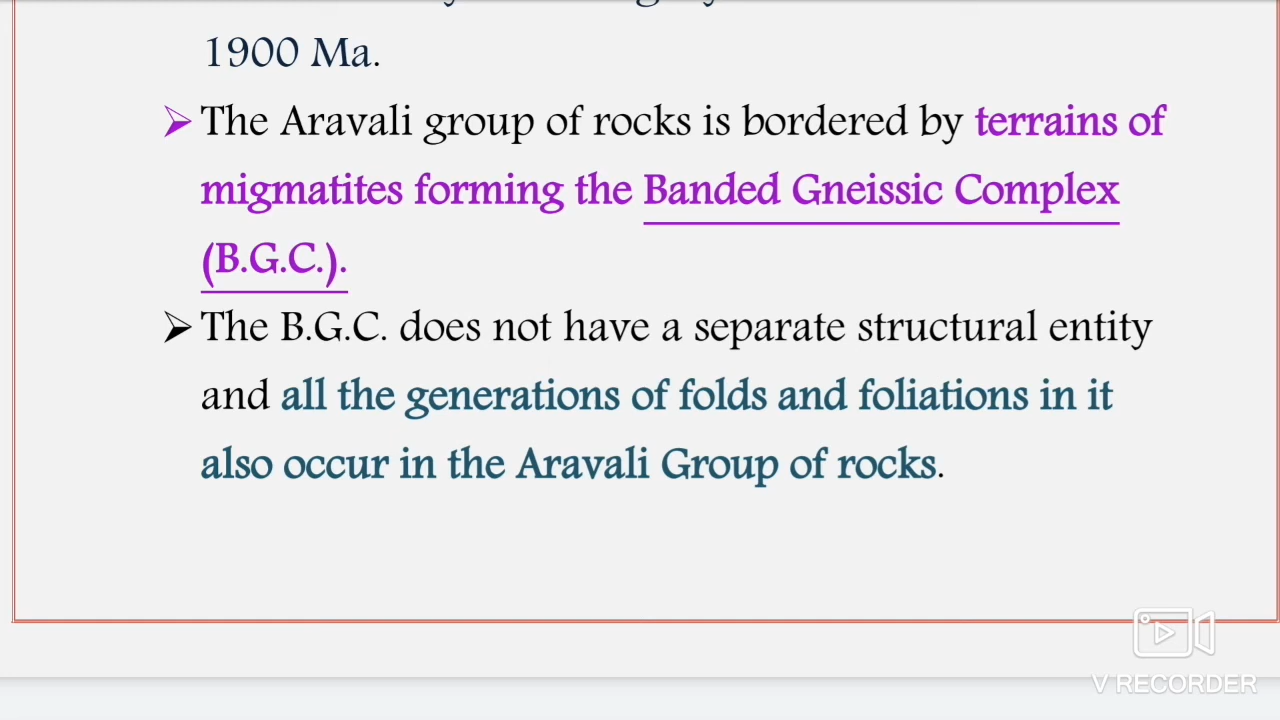 1900 Ma.
The Aravali group of rocks is bordered by terrains of
migmatites forming the Banded Gneissic Complex
(B.G.C.).
The B.G.C. does not have a separate structural entity
and all the generations of folds and foliations in it
also occur in the Aravali Group of rocks.
V RECORDER